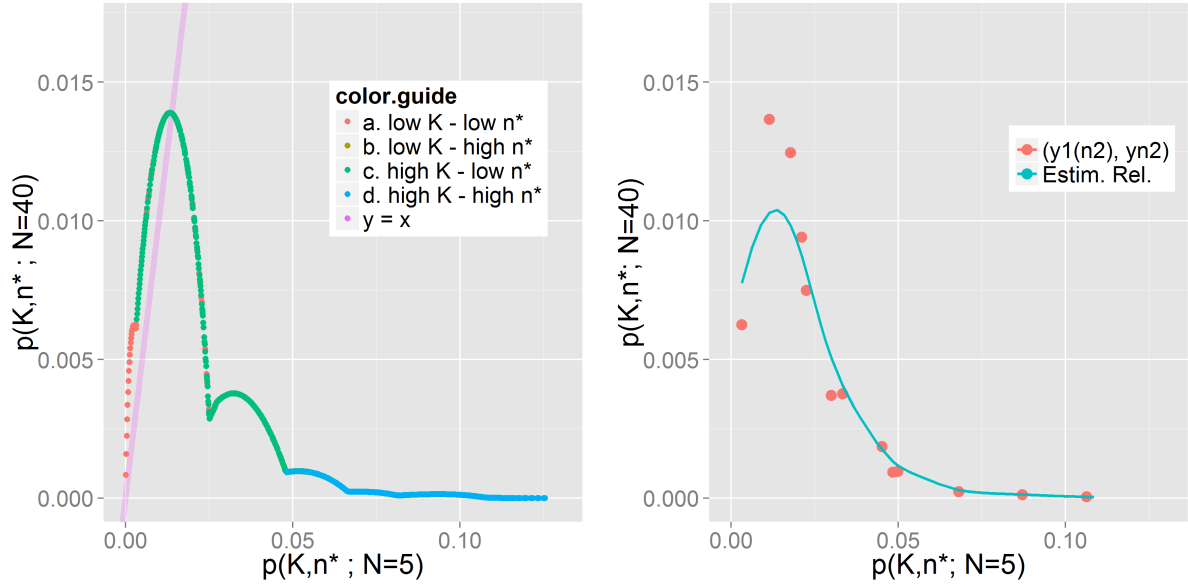 0.015
0.010
0.005
0.000
p(K,n* ; N=40)
0.00
0.05
0.10
p(K,n* ; N=5)
color.guide
a. low K - low n*
b. low K - high n*
c. high K - low n*
d. high K - high n*
y = x
0.015
0.010
0.005
0.000
p(K,n*; N=40)
0.00
0.05
0.10
p(K,n*; N=5)
(y1(n2), yn2)
Estim. Rel.